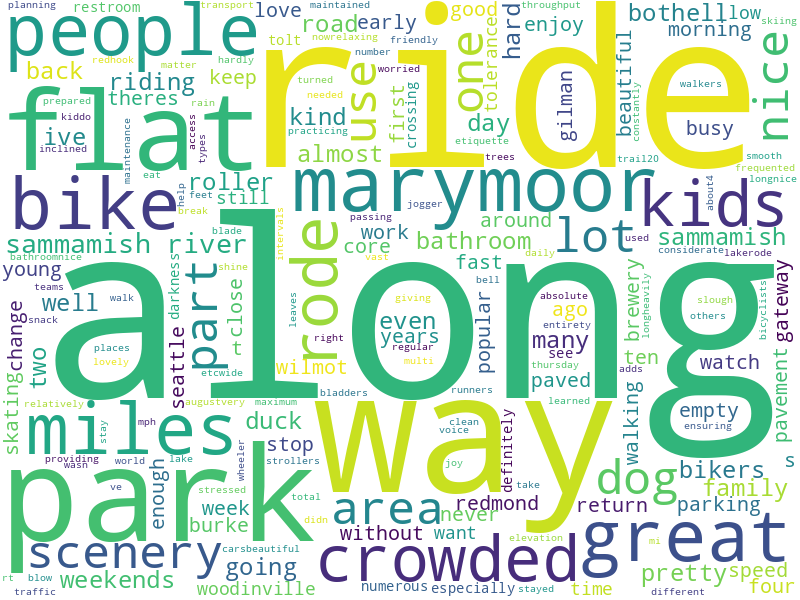 planning restroom transport love road early good throughput bothell low skiing
people redhook nowrelaxing maintained tolt number friendly hard enjoy morning
back matter hardly keep worried one toleranced beautiful walkers nice
prepared riding turned needed ride use first crossing gilman constantly
kiddo theres rain kind day busy
flat ive access practicing etiquette
inclined maintenance types almost trees trail20 smooth
eat help feet roller marymoor frequented
bike break still passing jogger kids about4 longnice
blade rode around lot used lakerode
sammamish river intervals core work bathroom sammamish considerate
bathroomnice vast fast daily
young teams shine along bell longheavily slough
change darkness close giving absolute brewery others bicyclists gateway
well walk part leaves even popular ago
snack two t right years entirety many
places seattle regular see ten adds watch
lovely etcwide wilmot multi thursday paved pavement
relatively augustvery bladders runners learned
skating miles mph maximum duck way clean empty
stay wasn voice walking ensuring
providing world lake wheeler stop definitely bikers s
ve strollers joy dog
park enough stressed total take parking family
week area redmond return
burke didn never elevation mi
scenery carsbeautiful going without want crowded great
rt blow weekends pretty speed
traffic woodinville numerous especially stayed time different four